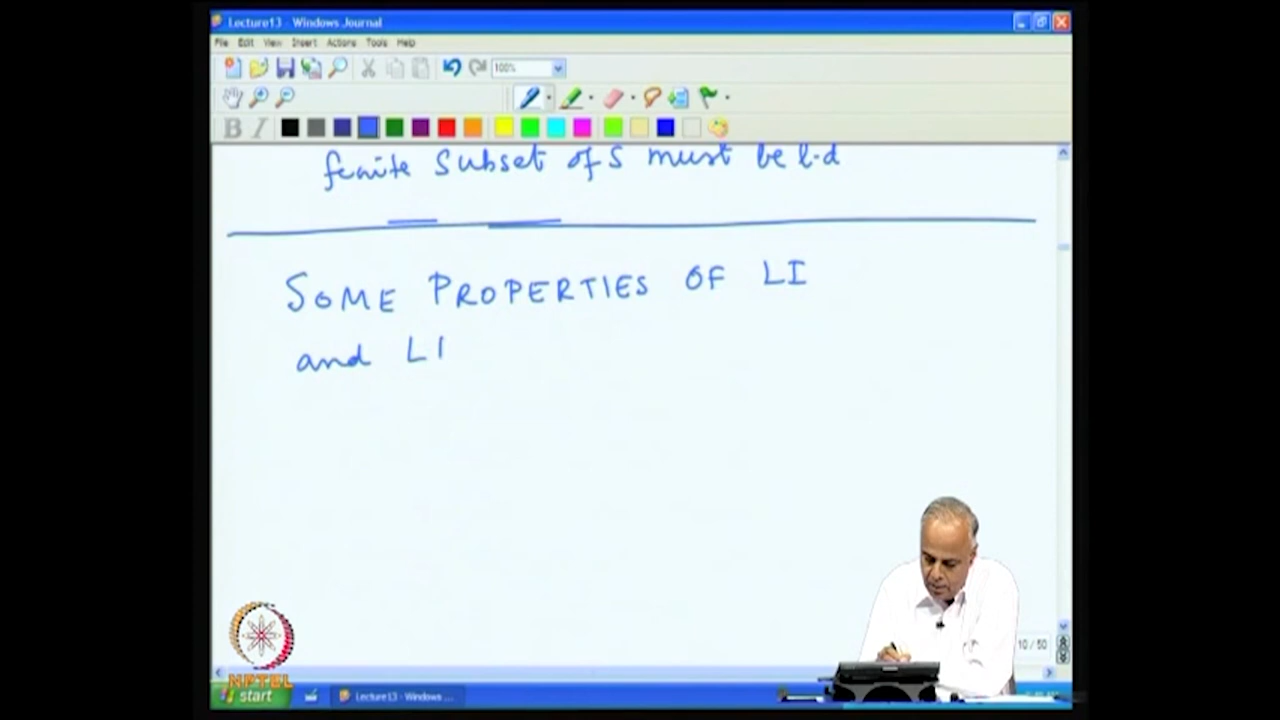 Lecture13 - Windows Journal
File Edit View Insert Actions Tools Help
100%
B I
finite Subset of S must be l.d
SOME PROPERTIES OF LI
and LI
10 / 50
NPTEL
start Lecture13 - Windows ...